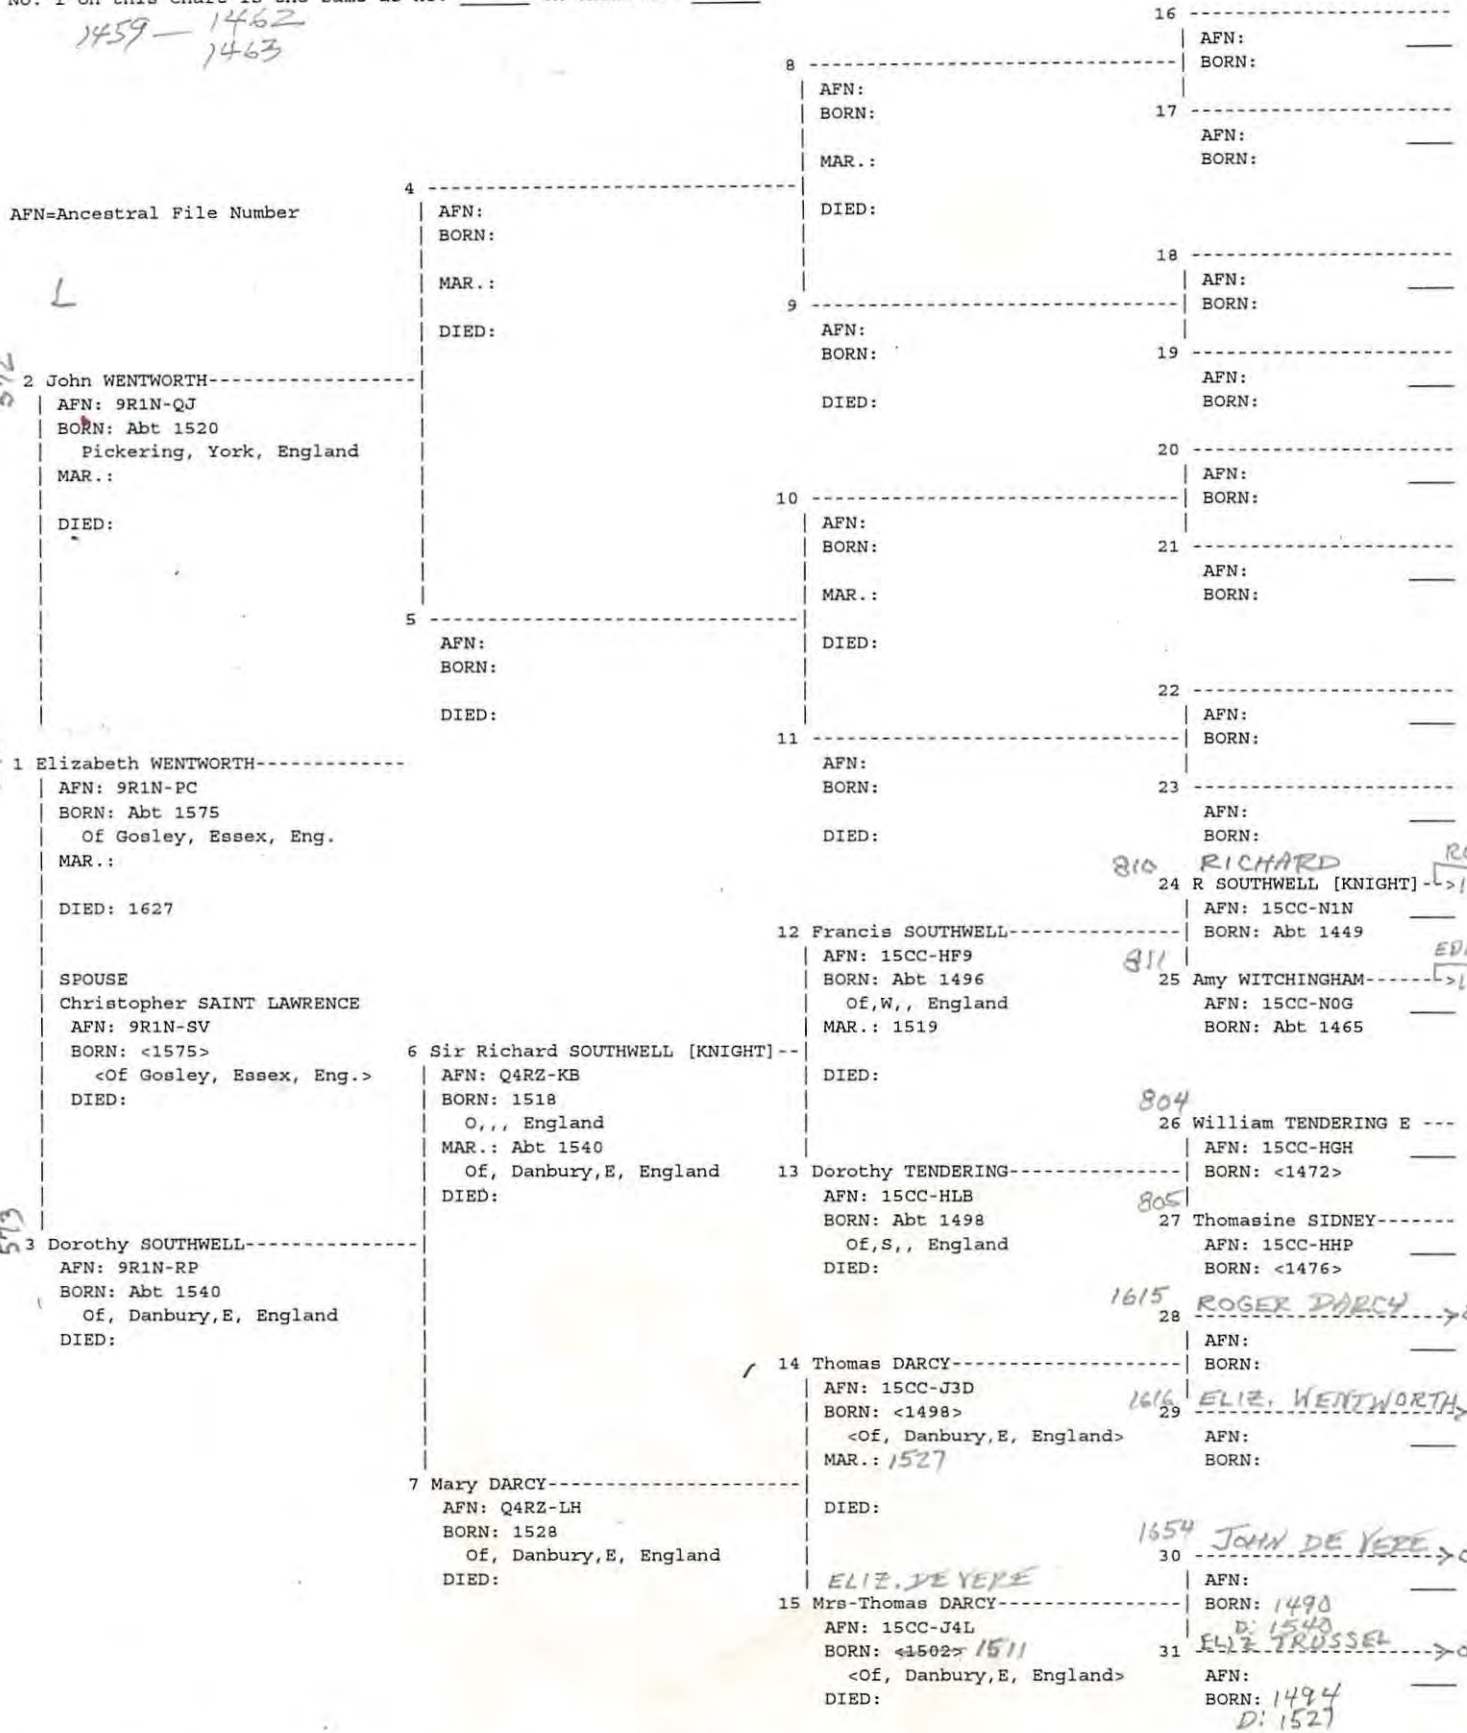 1459 — 1462
1463
AFN=Ancestral File Number
L
572
2 John WENTWORTH
AFN: 9R1N-QJ
BORN: Abt 1520
Pickering, York, England
MAR.:
DIED:
1 Elizabeth WENTWORTH
AFN: 9R1N-PC
BORN: Abt 1575
Of Gosley, Essex, Eng.
MAR.:
DIED: 1627
SPOUSE
Christopher SAINT LAWRENCE
AFN: 9R1N-SV
BORN: <1575>
<Of Gosley, Essex, Eng.>
DIED:
573
3 Dorothy SOUTHWELL
AFN: 9R1N-RP
BORN: Abt 1540
Of, Danbury,E, England
DIED:
4
AFN:
BORN:
MAR.:
DIED:
5
AFN:
BORN:
DIED:
6 Sir Richard SOUTHWELL [KNIGHT]
AFN: Q4RZ-KB
BORN: 1518
O,,, England
MAR.: Abt 1540
Of, Danbury,E, England
DIED:
7 Mary DARCY
AFN: Q4RZ-LH
BORN: 1528
Of, Danbury,E, England
DIED:
8
AFN:
BORN:
MAR.:
DIED:
9
AFN:
BORN:
DIED:
10
AFN:
BORN:
MAR.:
DIED:
11
AFN:
BORN:
DIED:
12 Francis SOUTHWELL
AFN: 15CC-HF9
BORN: Abt 1496
Of,W,, England
MAR.: 1519
DIED:
13 Dorothy TENDERING
AFN: 15CC-HLB
BORN: Abt 1498
Of,S,, England
DIED:
14 Thomas DARCY
AFN: 15CC-J3D
BORN: <1498>
<Of, Danbury,E, England>
MAR.: 1527
DIED:
ELIZ. DE VERE
15 Mrs-Thomas DARCY
AFN: 15CC-J4L
BORN: <1502> 1511
<Of, Danbury,E, England>
DIED:
16
AFN:
BORN:
17
AFN:
BORN:
18
AFN:
BORN:
19
AFN:
BORN:
20
AFN:
BORN:
21
AFN:
BORN:
22
AFN:
BORN:
23
AFN:
BORN:
810 RICHARD
24 R SOUTHWELL [KNIGHT]
AFN: 15CC-N1N
BORN: Abt 1449
811
25 Amy WITCHINGHAM
AFN: 15CC-N0G
BORN: Abt 1465
804
26 William TENDERING E
AFN: 15CC-HGH
BORN: <1472>
805
27 Thomasine SIDNEY
AFN: 15CC-HHP
BORN: <1476>
1615 ROGER DARCY
28
AFN:
BORN:
1616 ELIZ. WENTWORTH
29
AFN:
BORN:
1654 JOHN DE VERE
30
AFN:
BORN: 1490
D: 1540
31 ELIZ TRUSSEL
AFN:
BORN: 1494
D: 1527